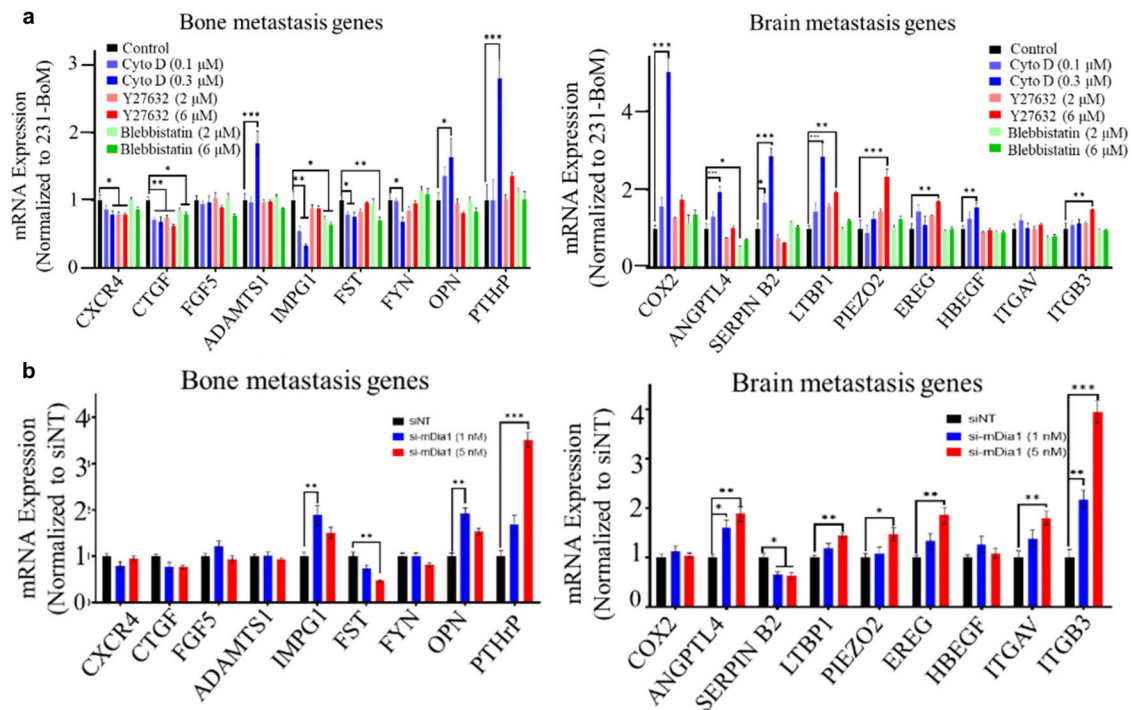 a
Bone metastasis genes
mRNA Expression
(Normalized to 231-BoM)
3
2
1
0
Control
Cyto D (0.1 μM)
Cyto D (0.3 μM)
Y27632 (2 μM)
Y27632 (6 μM)
Blebbistatin (2 μM)
Blebbistatin (6 μM)
*
**
*
***
**
*
*
**
*
*
***
CXCR4
CTGF
FGF5
ADAMTS1
IMPG1
FST
FYN
OPN
PTHrP
Brain metastasis genes
mRNA Expression
(Normalized to 231-BoM)
4
2
0
Control
Cyto D (0.1 μM)
Cyto D (0.3 μM)
Y27632 (2 μM)
Y27632 (6 μM)
Blebbistatin (2 μM)
Blebbistatin (6 μM)
***
***
*
*
***
***
**
***
**
**
**
COX2
ANGPTL4
SERPIN B2
LTBP1
PIEZO2
EREG
HBEGF
ITGAV
ITGB3
b
Bone metastasis genes
mRNA Expression
(Normalized to siNT)
4
3
2
1
0
siNT
si-mDia1 (1 nM)
si-mDia1 (5 nM)
**
**
**
***
CXCR4
CTGF
FGF5
ADAMTS1
IMPG1
FST
FYN
OPN
PTHrP
Brain metastasis genes
mRNA Expression
(Normalized to siNT)
4
3
2
1
0
siNT
si-mDia1 (1 nM)
si-mDia1 (5 nM)
*
**
*
**
*
**
**
**
***
COX2
ANGPTL4
SERPIN B2
LTBP1
PIEZO2
EREG
HBEGF
ITGAV
ITGB3